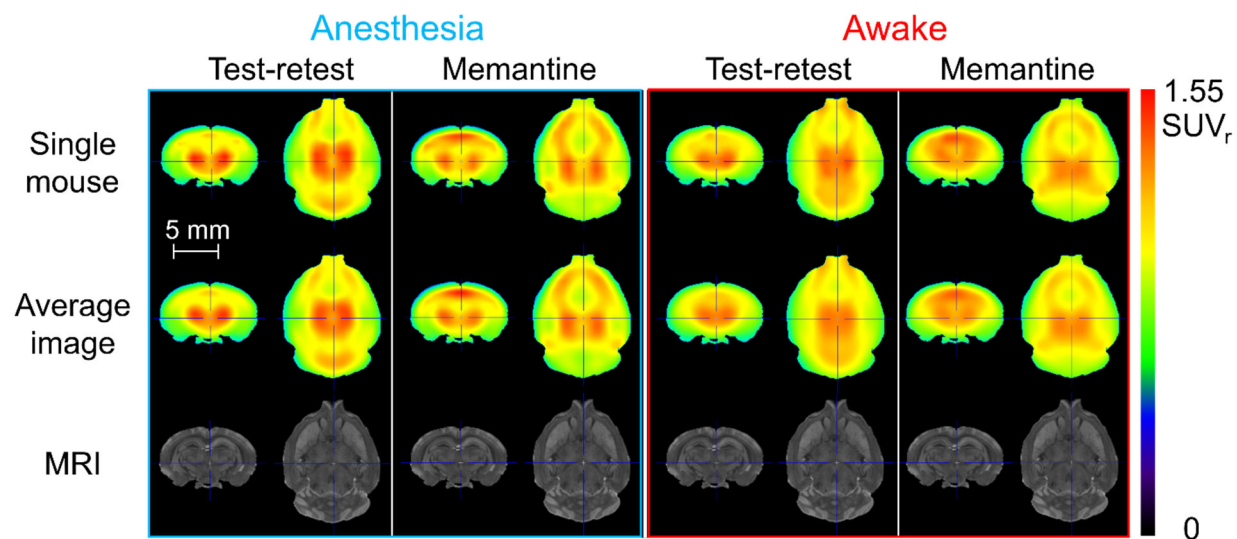 Anesthesia Awake
Test-retest Memantine Test-retest Memantine
1.55
SUVr
Single
mouse
5 mm
Average
image
MRI
0